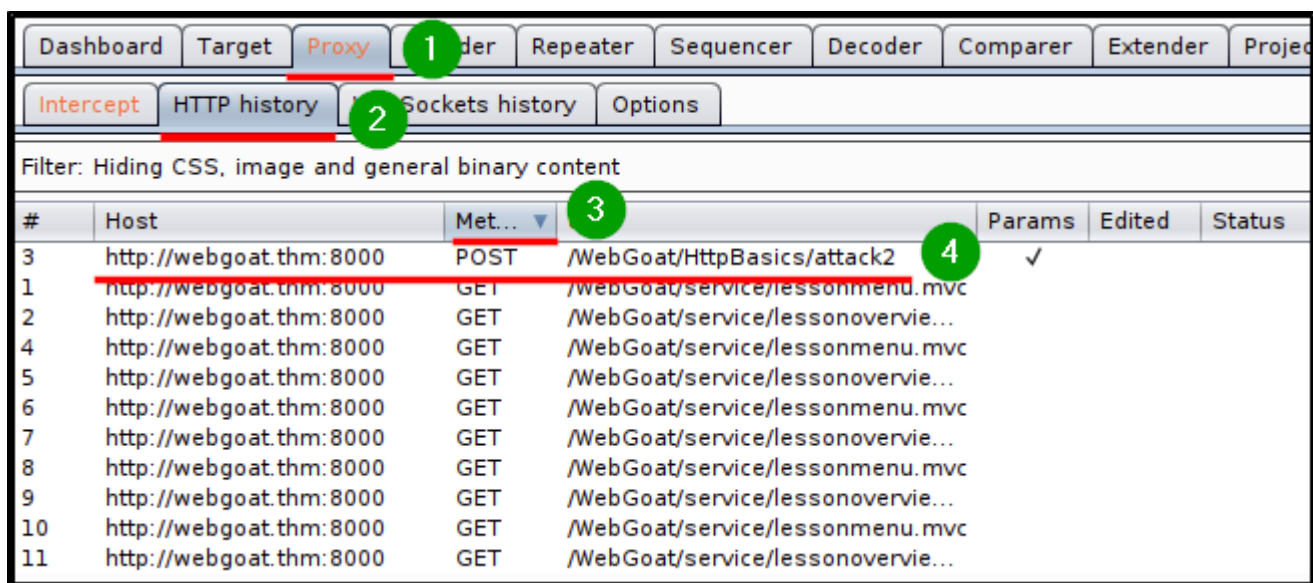 Dashboard Target Proxy 1 der Repeater Sequencer Decoder Comparer Extender Projec
Intercept HTTP history 2 Sockets history Options
Filter: Hiding CSS, image and general binary content
# Host Met... ▼ 3 Params Edited Status
3 http://webgoat.thm:8000 POST /WebGoat/HttpBasics/attack2 4 ✓
1 http://webgoat.thm:8000 GET /WebGoat/service/lessonmenu.mvc
2 http://webgoat.thm:8000 GET /WebGoat/service/lessonovervie...
4 http://webgoat.thm:8000 GET /WebGoat/service/lessonmenu.mvc
5 http://webgoat.thm:8000 GET /WebGoat/service/lessonovervie...
6 http://webgoat.thm:8000 GET /WebGoat/service/lessonmenu.mvc
7 http://webgoat.thm:8000 GET /WebGoat/service/lessonovervie...
8 http://webgoat.thm:8000 GET /WebGoat/service/lessonmenu.mvc
9 http://webgoat.thm:8000 GET /WebGoat/service/lessonovervie...
10 http://webgoat.thm:8000 GET /WebGoat/service/lessonmenu.mvc
11 http://webgoat.thm:8000 GET /WebGoat/service/lessonovervie...